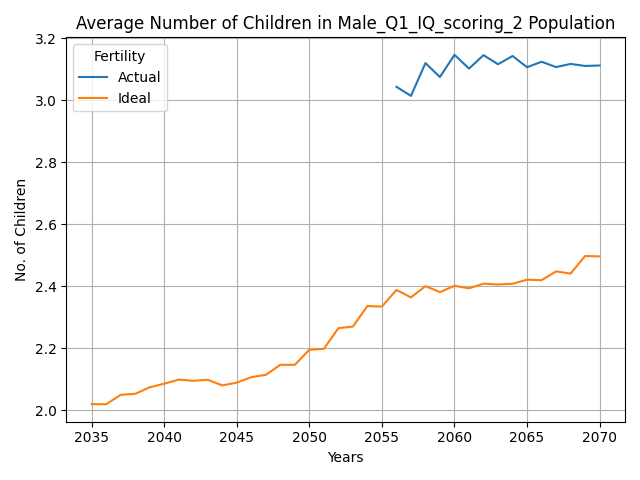 Average Number of Children in Male_Q1_IQ_scoring_2 Population
3.2
3.0
2.8
2.6
2.4
2.2
2.0
No. of Children
Fertility
Actual
Ideal
2035 2040 2045 2050 2055 2060 2065 2070
Years